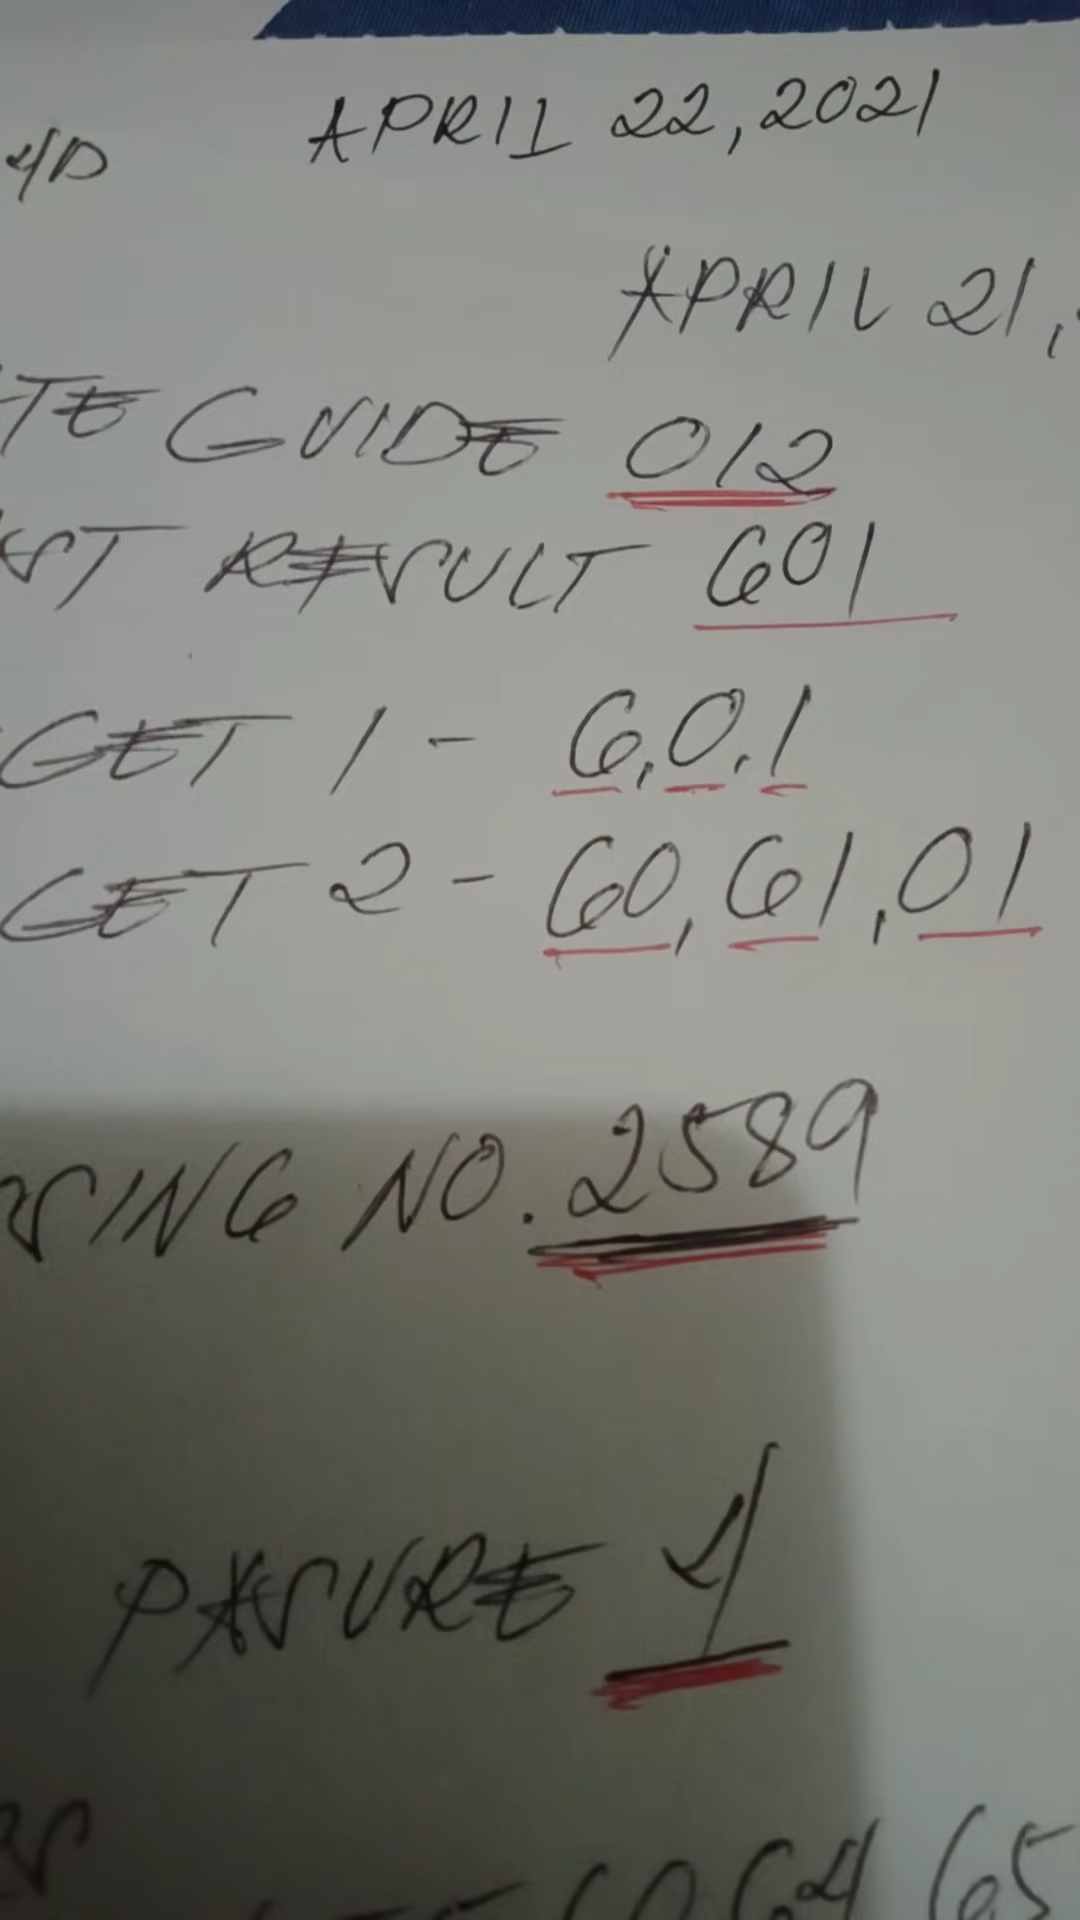 4D APRIL 22, 2021
APRIL 21,
TE GUIDE 012
ST RESULT 601
GET 1 - 6,0.1
GET 2 - 60,61,01
SING NO. 2589
PASURE 1
65